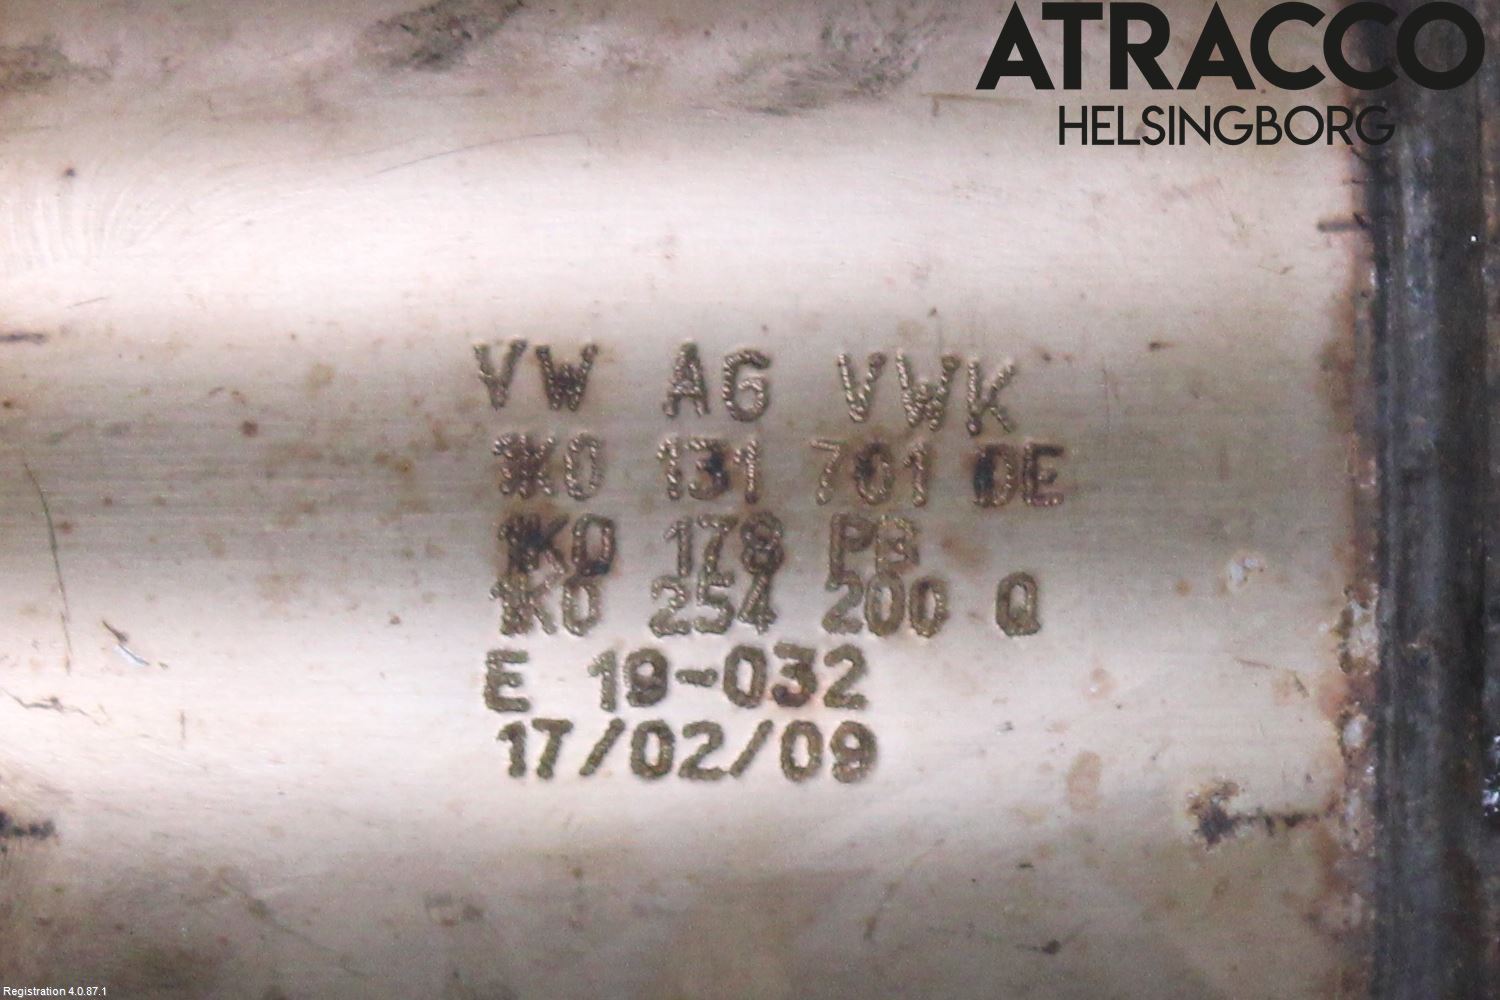 ATRACCO
HELSINGBORG
VW AG VWK
1K0 131 701 DE
1K0 178 PB
1K0 254 200 Q
E 19-032
17/02/09
Registration 4.0.87.1